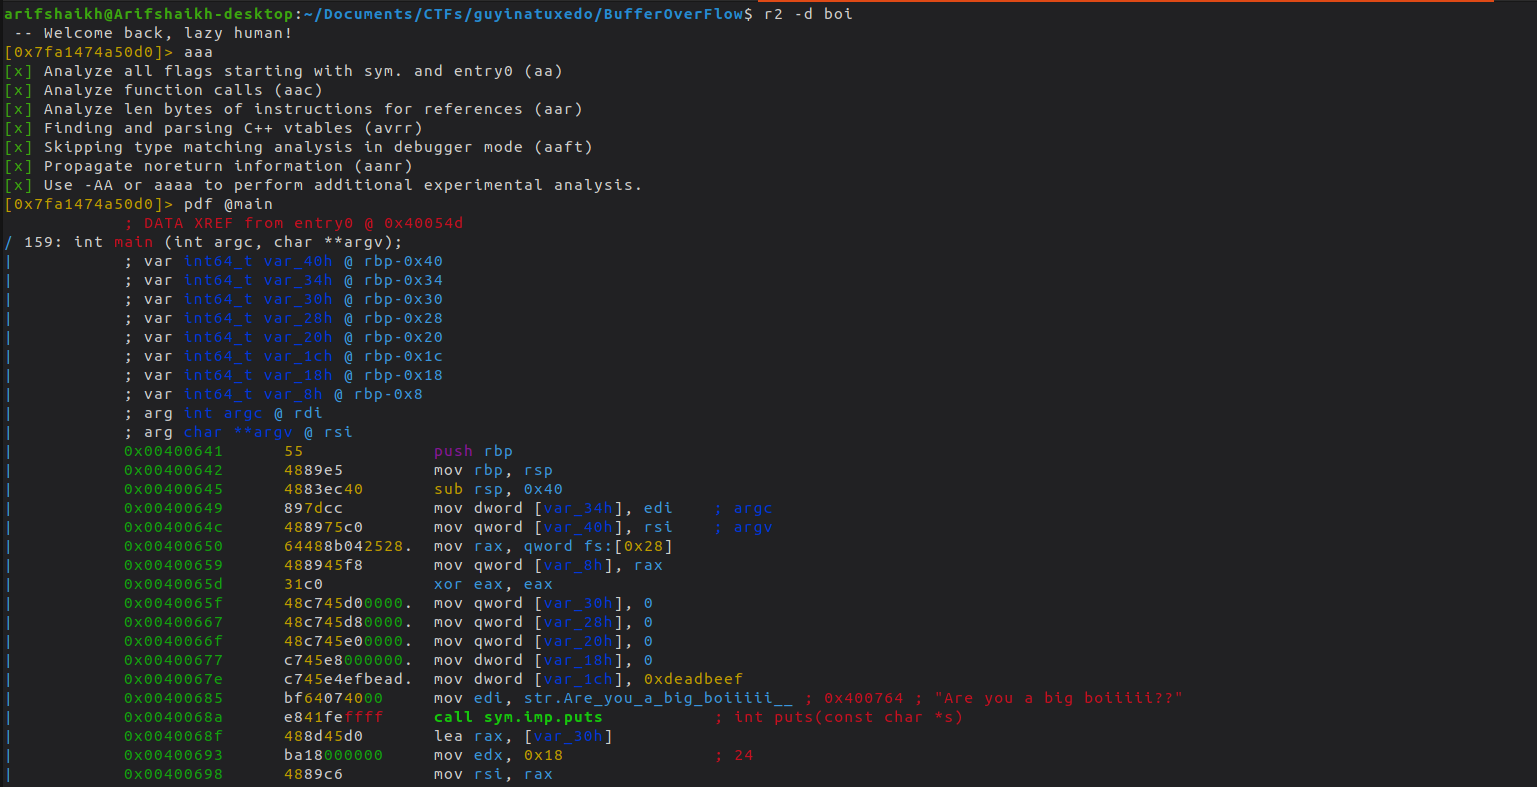 arifshaikh@Arifshaikh-desktop:~/Documents/CTFs/guyinatuxedo/BufferOverFlow$ r2 -d boi
 -- Welcome back, lazy human!
[0x7fa1474a50d0]> aaa
[x] Analyze all flags starting with sym. and entry0 (aa)
[x] Analyze function calls (aac)
[x] Analyze len bytes of instructions for references (aar)
[x] Finding and parsing C++ vtables (avrr)
[x] Skipping type matching analysis in debugger mode (aaft)
[x] Propagate noreturn information (aanr)
[x] Use -AA or aaaa to perform additional experimental analysis.
[0x7fa1474a50d0]> pdf @main
            ; DATA XREF from entry0 @ 0x40054d
/ 159: int main (int argc, char **argv);
|           ; var int64_t var_40h @ rbp-0x40
|           ; var int64_t var_34h @ rbp-0x34
|           ; var int64_t var_30h @ rbp-0x30
|           ; var int64_t var_28h @ rbp-0x28
|           ; var int64_t var_20h @ rbp-0x20
|           ; var int64_t var_1ch @ rbp-0x1c
|           ; var int64_t var_18h @ rbp-0x18
|           ; var int64_t var_8h @ rbp-0x8
|           ; arg int argc @ rdi
|           ; arg char **argv @ rsi
|           0x00400641      55             push rbp
|           0x00400642      4889e5         mov rbp, rsp
|           0x00400645      4883ec40       sub rsp, 0x40
|           0x00400649      897dcc         mov dword [var_34h], edi    ; argc
|           0x0040064c      488975c0       mov qword [var_40h], rsi    ; argv
|           0x00400650      64488b042528.  mov rax, qword fs:[0x28]
|           0x00400659      488945f8       mov qword [var_8h], rax
|           0x0040065d      31c0           xor eax, eax
|           0x0040065f      48c745d00000.  mov qword [var_30h], 0
|           0x00400667      48c745d80000.  mov qword [var_28h], 0
|           0x0040066f      48c745e00000.  mov qword [var_20h], 0
|           0x00400677      c745e8000000.  mov dword [var_18h], 0
|           0x0040067e      c745e4efbead.  mov dword [var_1ch], 0xdeadbeef
|           0x00400685      bf64074000     mov edi, str.Are_you_a_big_boiiiii__ ; 0x400764 ; "Are you a big boiiiii??"
|           0x0040068a      e841feffff     call sym.imp.puts           ; int puts(const char *s)
|           0x0040068f      488d45d0       lea rax, [var_30h]
|           0x00400693      ba18000000     mov edx, 0x18               ; 24
|           0x00400698      4889c6         mov rsi, rax